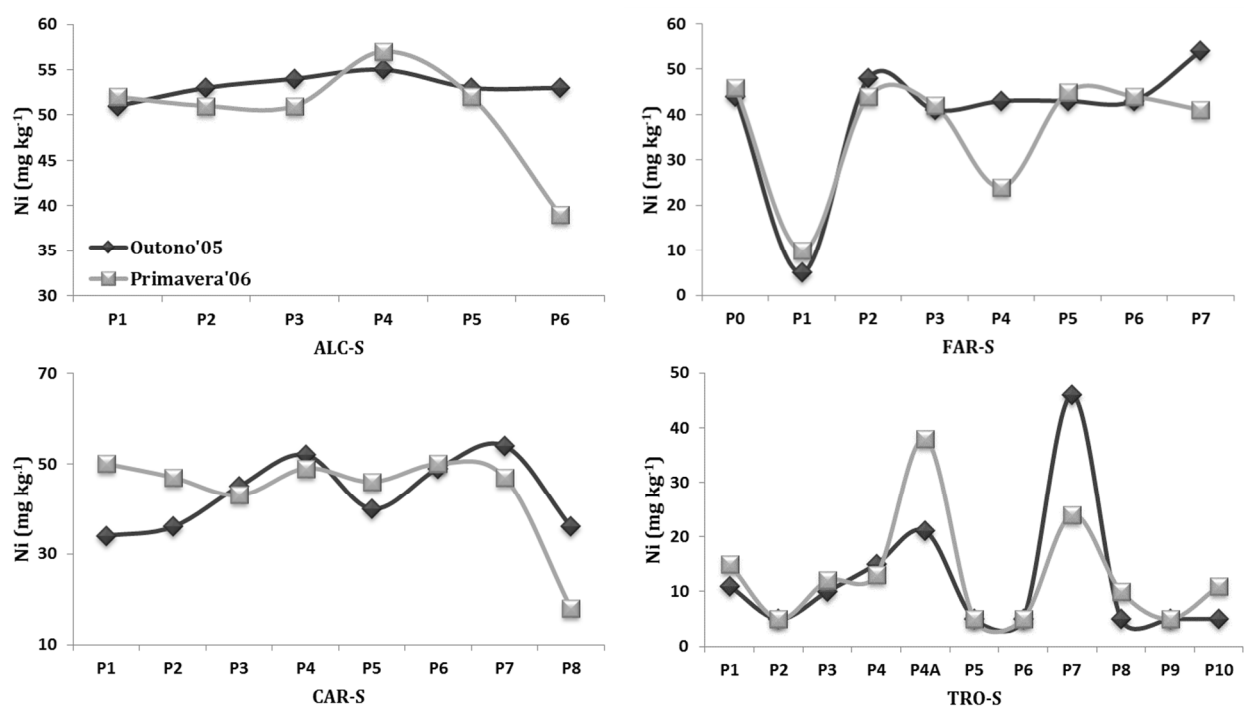 60
55
50
45
40
35
30
Ni (mg kg-1)
Outono'05
Primavera'06
P1 P2 P3 P4 P5 P6
ALC-S
60
50
40
30
20
10
0
Ni (mg kg-1)
P0 P1 P2 P3 P4 P5 P6 P7
FAR-S
70
50
30
10
Ni (mg kg-1)
P1 P2 P3 P4 P5 P6 P7 P8
CAR-S
50
40
30
20
10
0
Ni (mg kg-1)
P1 P2 P3 P4 P4A P5 P6 P7 P8 P9 P10
TRO-S